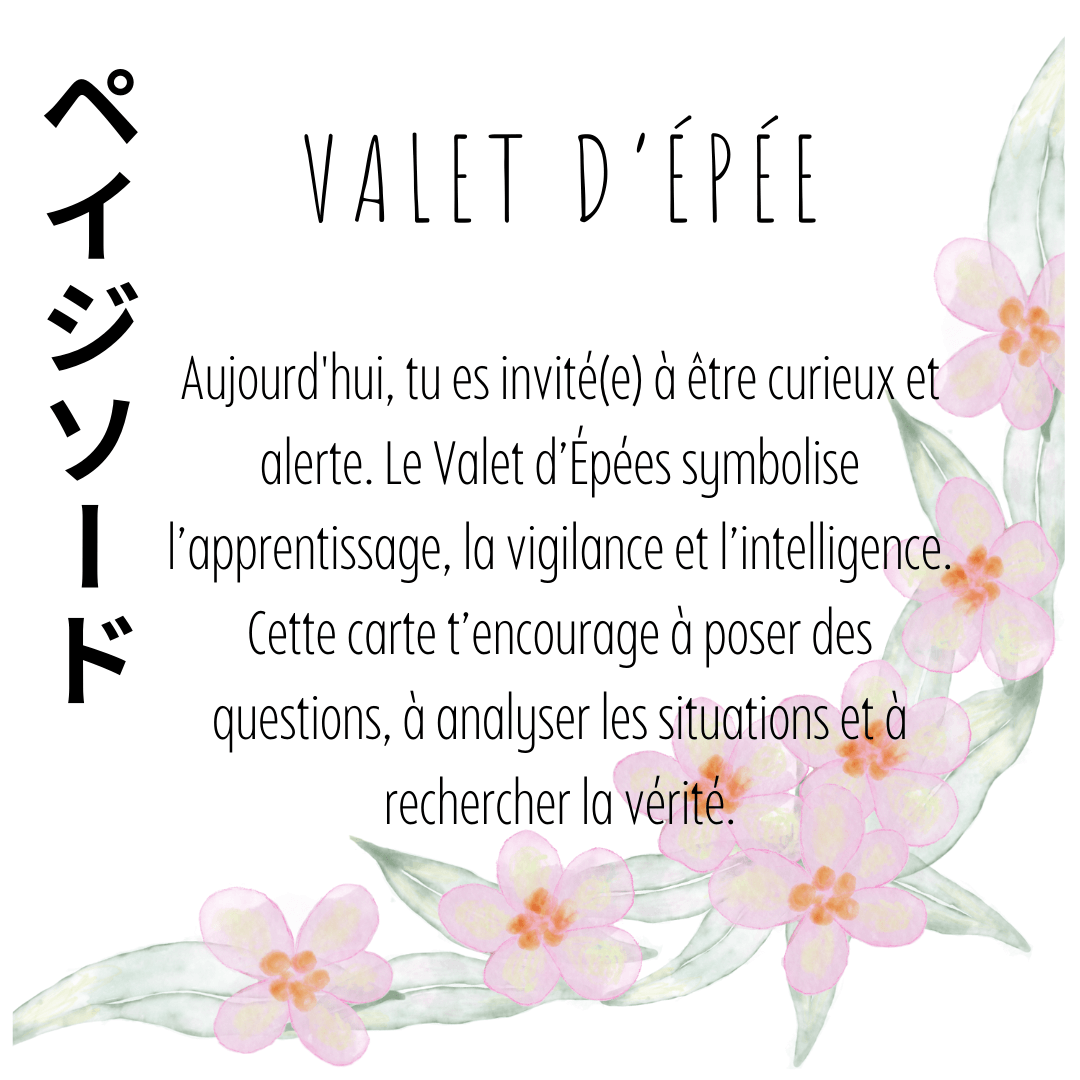 ペイジソード
VALET D’ÉPÉE
Aujourd'hui, tu es invité(e) à être curieux et
alerte. Le Valet d’Épées symbolise
l’apprentissage, la vigilance et l’intelligence.
Cette carte t’encourage à poser des
questions, à analyser les situations et à
rechercher la vérité.